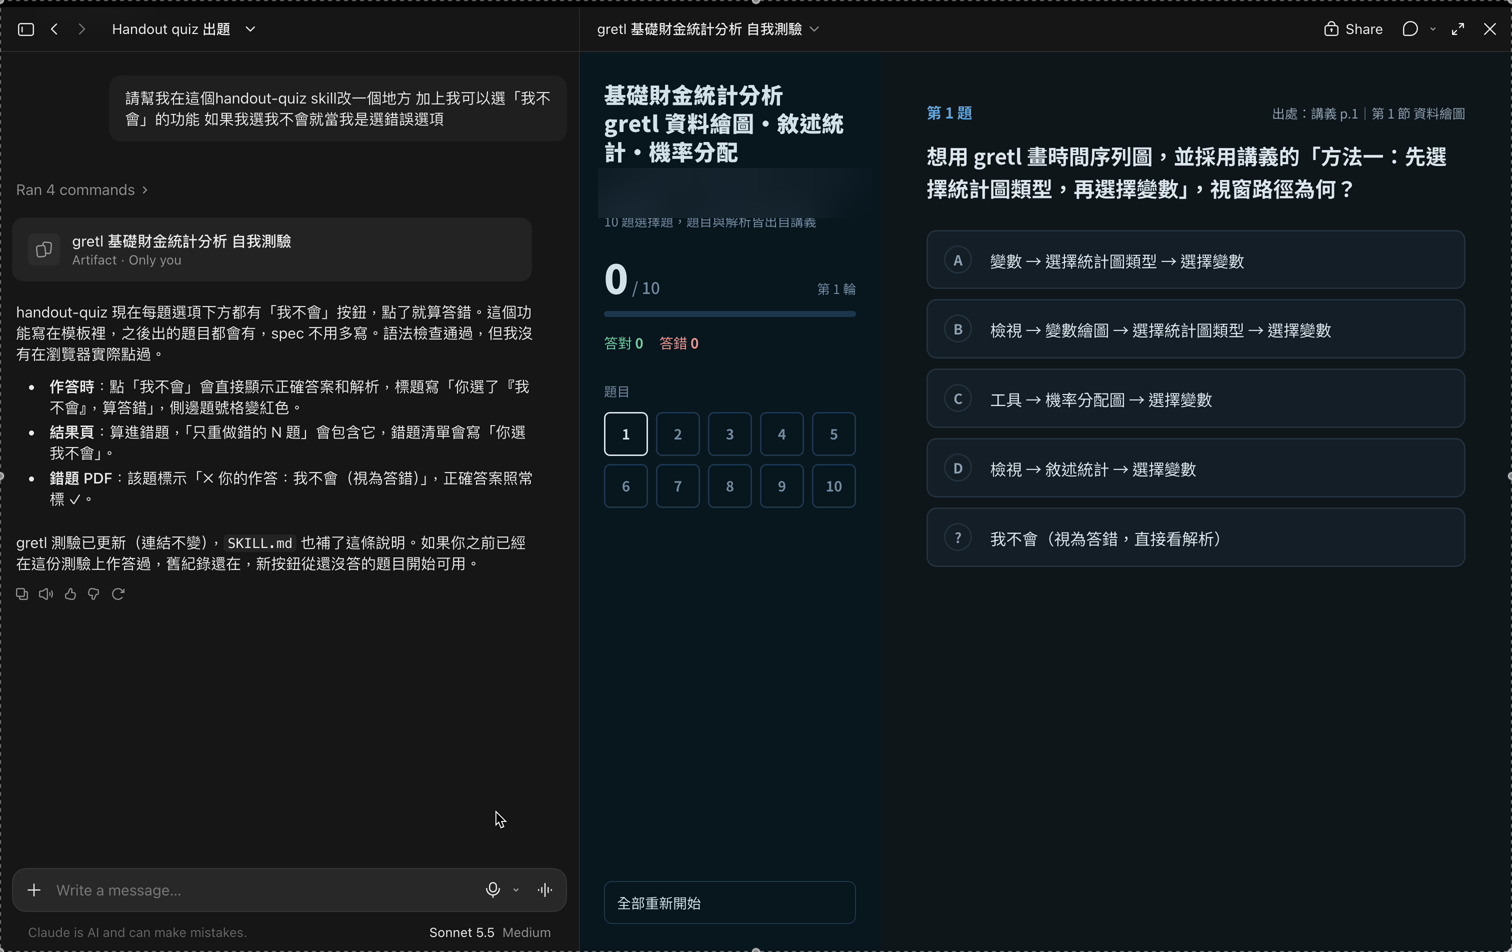 Handout quiz 出題
請幫我在這個handout-quiz skill改一個地方 加上我可以選「我不
會」的功能 如果我選我不會就當我是選錯誤選項
Ran 4 commands
gretl 基礎財金統計分析 自我測驗
Artifact · Only you
handout-quiz 現在每題選項下方都有「我不會」按鈕，點了就算答錯。這個功
能寫在模板裡，之後出的題目都會有，spec 不用多寫。語法檢查通過，但我沒
有在瀏覽器實際點過。
• 作答時：點「我不會」會直接顯示正確答案和解析，標題寫「你選了『我
不會』，算答錯」，側邊題號格變紅色。
• 結果頁：算進錯題，「只重做錯的 N 題」會包含它，錯題清單會寫「你選
我不會」。
• 錯題 PDF：該題標示「✕ 你的作答：我不會（視為答錯）」，正確答案照常
標 ✓。
gretl 測驗已更新（連結不變），SKILL.md 也補了這條說明。如果你之前已經
在這份測驗上作答過，舊紀錄還在，新按鈕從還沒答的題目開始可用。
Write a message...
Claude is AI and can make mistakes.
Sonnet 5.5 Medium
gretl 基礎財金統計分析 自我測驗
Share
基礎財金統計分析
gretl 資料繪圖・敘述統
計・機率分配
10 題選擇題，題目與解析皆出自講義
0 / 10
第 1 輪
答對 0 答錯 0
題目
1 2 3 4 5
6 7 8 9 10
全部重新開始
第 1 題
出處：講義 p.1｜第 1 節 資料繪圖
想用 gretl 畫時間序列圖，並採用講義的「方法一：先選
擇統計圖類型，再選擇變數」，視窗路徑為何？
A 變數 → 選擇統計圖類型 → 選擇變數
B 檢視 → 變數繪圖 → 選擇統計圖類型 → 選擇變數
C 工具 → 機率分配圖 → 選擇變數
D 檢視 → 敘述統計 → 選擇變數
? 我不會（視為答錯，直接看解析）